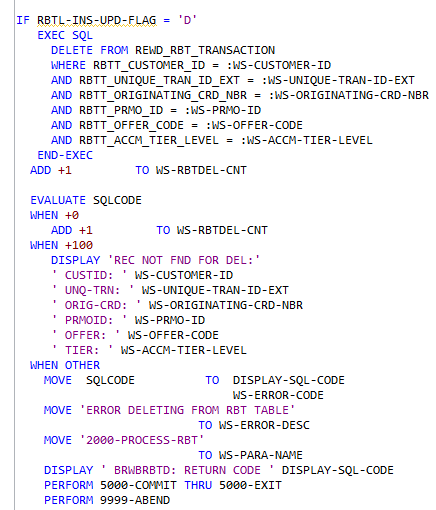 IF RBTL-INS-UPD-FLAG = 'D'
EXEC SQL
DELETE FROM REWD_RBT_TRANSACTION
WHERE RBTT_CUSTOMER_ID = :WS-CUSTOMER-ID
AND RBTT_UNIQUE_TRAN_ID_EXT = :WS-UNIQUE-TRAN-ID-EXT
AND RBTT_ORIGINATING_CRD_NBR = :WS-ORIGINATING-CRD-NBR
AND RBTT_PRMO_ID = :WS-PRMO-ID
AND RBTT_OFFER_CODE = :WS-OFFER-CODE
AND RBTT_ACCM_TIER_LEVEL = :WS-ACCM-TIER-LEVEL
END-EXEC
ADD +1 TO WS-RBTDEL-CNT
EVALUATE SQLCODE
WHEN +0
ADD +1 TO WS-RBTDEL-CNT
WHEN +100
DISPLAY 'REC NOT FND FOR DEL:'
' CUSTID: ' WS-CUSTOMER-ID
' UNQ-TRN: ' WS-UNIQUE-TRAN-ID-EXT
' ORIG-CRD: ' WS-ORIGINATING-CRD-NBR
' PRMOID: ' WS-PRMO-ID
' OFFER: ' WS-OFFER-CODE
' TIER: ' WS-ACCM-TIER-LEVEL
WHEN OTHER
MOVE SQLCODE TO DISPLAY-SQL-CODE
WS-ERROR-CODE
MOVE 'ERROR DELETING FROM RBT TABLE'
TO WS-ERROR-DESC
MOVE '2000-PROCESS-RBT'
TO WS-PARA-NAME
DISPLAY ' BRWBRBTD: RETURN CODE ' DISPLAY-SQL-CODE
PERFORM 5000-COMMIT THRU 5000-EXIT
PERFORM 9999-ABEND